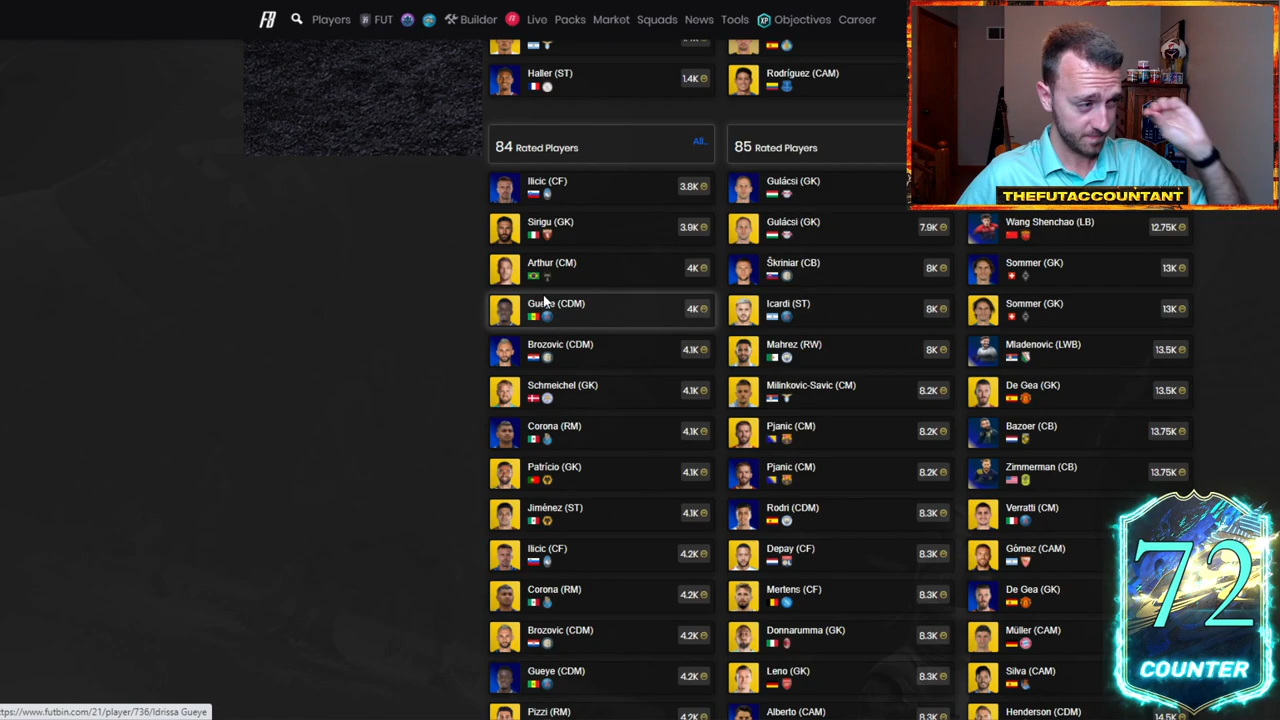 FB Players FUT Builder Live Packs Market Squads News Tools XP Objectives Career
Haller (ST) 1.4K
Rodríguez (CAM)
84 Rated Players All..
Ilicic (CF) 3.8K
Sirigu (GK) 3.9K
Arthur (CM) 4K
Gueye (CDM) 4K
Brozovic (CDM) 4.1K
Schmeichel (GK) 4.1K
Corona (RM) 4.1K
Patrício (GK) 4.1K
Jiménez (ST) 4.1K
Ilicic (CF) 4.2K
Corona (RM) 4.2K
Brozovic (CDM) 4.2K
Gueye (CDM) 4.2K
Pizzi (RM) 4.2K
85 Rated Players
Gulácsi (GK)
Gulácsi (GK) 7.9K
Škriniar (CB) 8K
Icardi (ST) 8K
Mahrez (RW) 8K
Milinkovic-Savic (CM) 8.2K
Pjanic (CM) 8.2K
Pjanic (CM) 8.2K
Rodri (CDM) 8.3K
Depay (CF) 8.3K
Mertens (CF) 8.3K
Donnarumma (GK) 8.3K
Leno (GK) 8.3K
Alberto (CAM) 8.3K
Wang Shenchao (LB) 12.75K
Sommer (GK) 13K
Sommer (GK) 13K
Mladenovic (LWB) 13.5K
De Gea (GK) 13.5K
Bazoer (CB) 13.75K
Zimmerman (CB) 13.75K
Verratti (CM)
Gómez (CAM)
De Gea (GK)
Müller (CAM)
Silva (CAM)
Henderson (CDM)
THEFUTACCOUNTANT
72
COUNTER
ttps://www.futbin.com/21/player/736/Idrissa Gueye